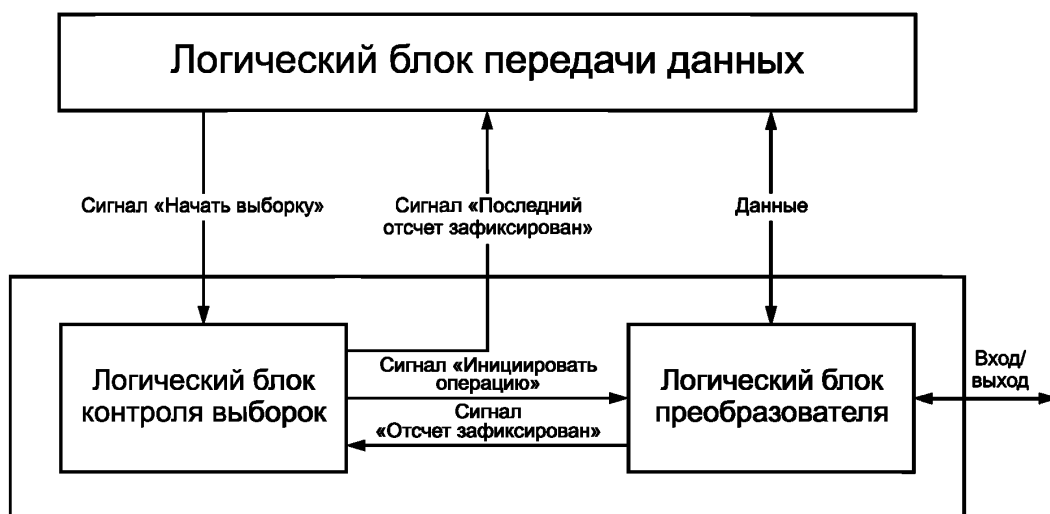 Логический блок передачи данных
Сигнал «Начать выборку»
Сигнал «Последний
отсчет зафиксирован»
Данные
Логический блок
контроля выборок
Сигнал «Инициировать
операцию»
Сигнал
«Отсчет зафиксирован»
Логический блок
преобразователя
Вход/
выход